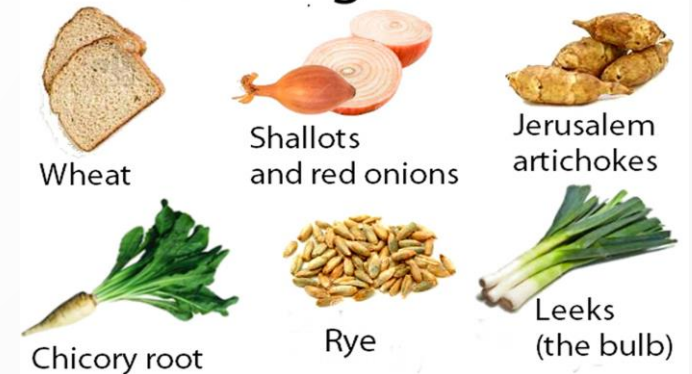 Wheat
Shallots
and red onions
Jerusalem
artichokes
Chicory root
Rye
Leeks
(the bulb)